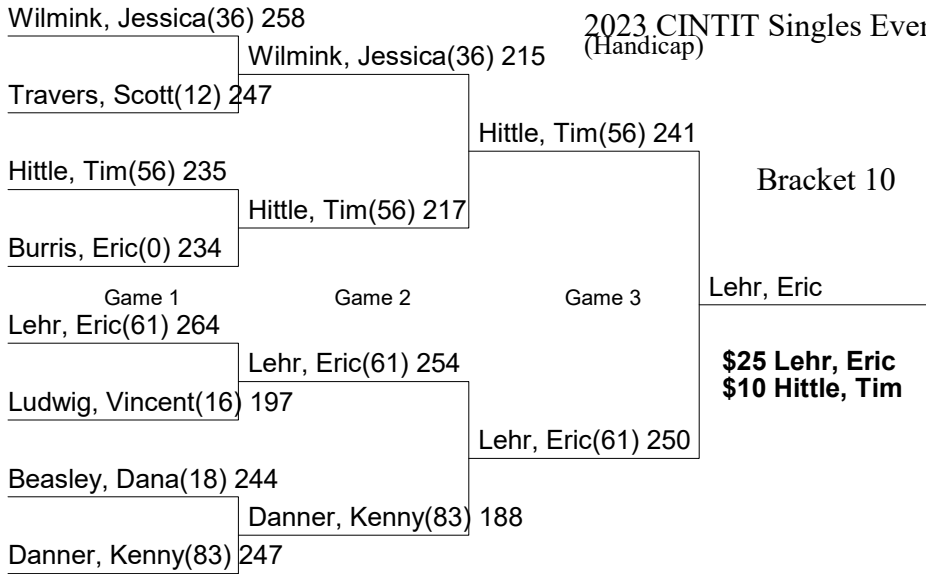 Wilmink, Jessica(36) 258
2023 CINTIT Singles Ever
(Handicap)
Wilmink, Jessica(36) 215
Travers, Scott(12) 247
Hittle, Tim(56) 241
Hittle, Tim(56) 235
Bracket 10
Hittle, Tim(56) 217
Burris, Eric(0) 234
Game 1
Game 2
Game 3
Lehr, Eric
Lehr, Eric(61) 264
Lehr, Eric(61) 254
$25 Lehr, Eric
$10 Hittle, Tim
Ludwig, Vincent(16) 197
Lehr, Eric(61) 250
Beasley, Dana(18) 244
Danner, Kenny(83) 188
Danner, Kenny(83) 247